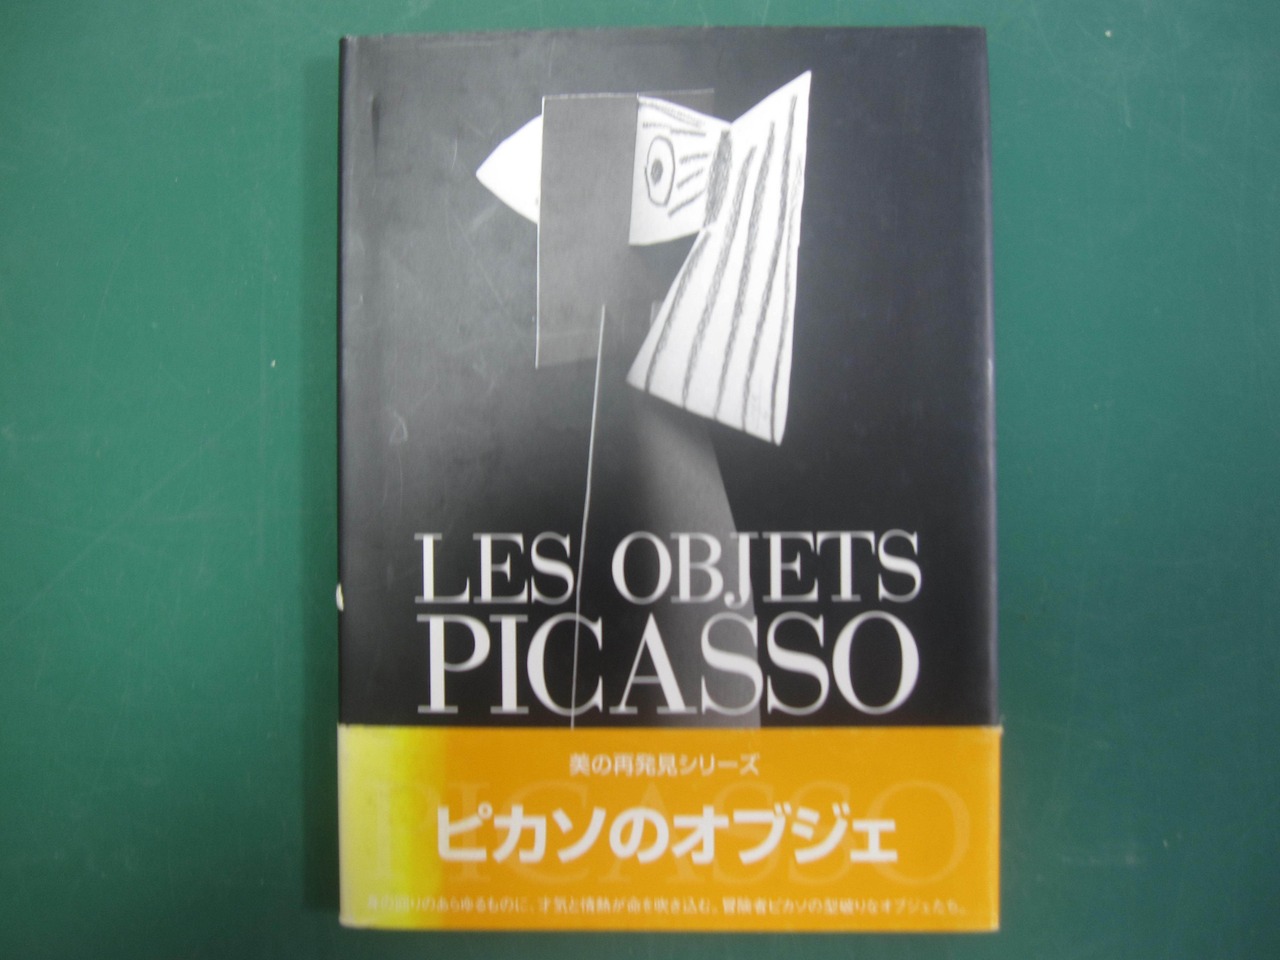 LES OBJETS
PICASSO
美の再発見シリーズ
PICASSO
ピカソのオブジェ
身の回りのあらゆるものに、才気と情熱が命を吹き込む。冒険者ピカソの型破りなオブジェたち。